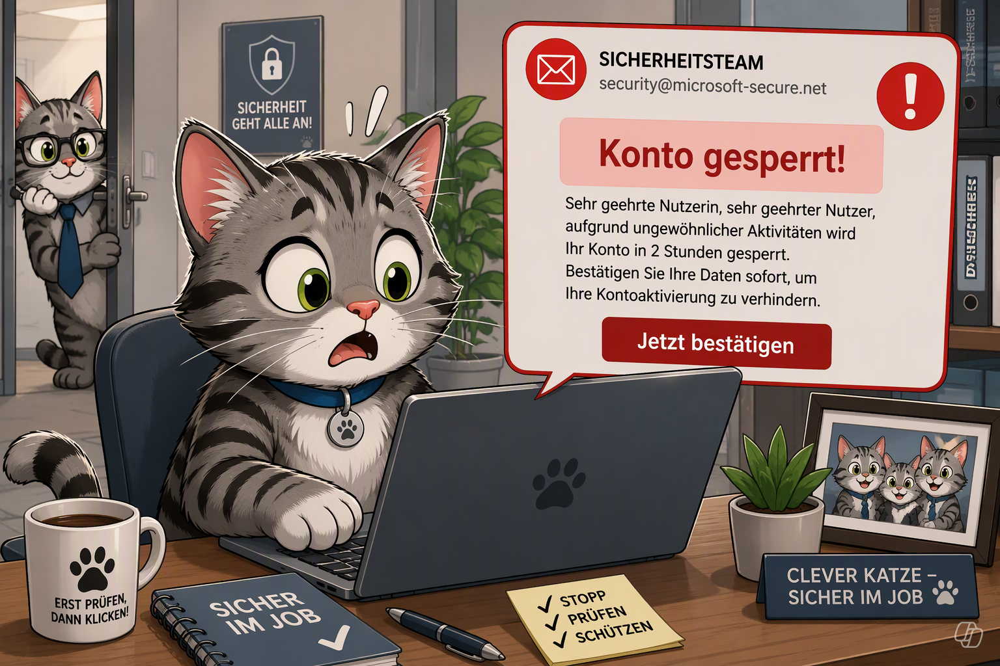 SICHERHEIT
GEHT ALLE AN!
SICHERHEITSTEAM
security@microsoft-secure.net
Konto gesperrt!
Sehr geehrte Nutzerin, sehr geehrter Nutzer,
aufgrund ungewöhnlicher Aktivitäten wird
Ihr Konto in 2 Stunden gesperrt.
Bestätigen Sie Ihre Daten sofort, um
Ihre Kontoaktivierung zu verhindern.
Jetzt bestätigen
ERST PRÜFEN,
DANN KLICKEN!
SICHER
IM JOB
STOPP
PRÜFEN
SCHÜTZEN
CLEVER KATZE –
SICHER IM JOB